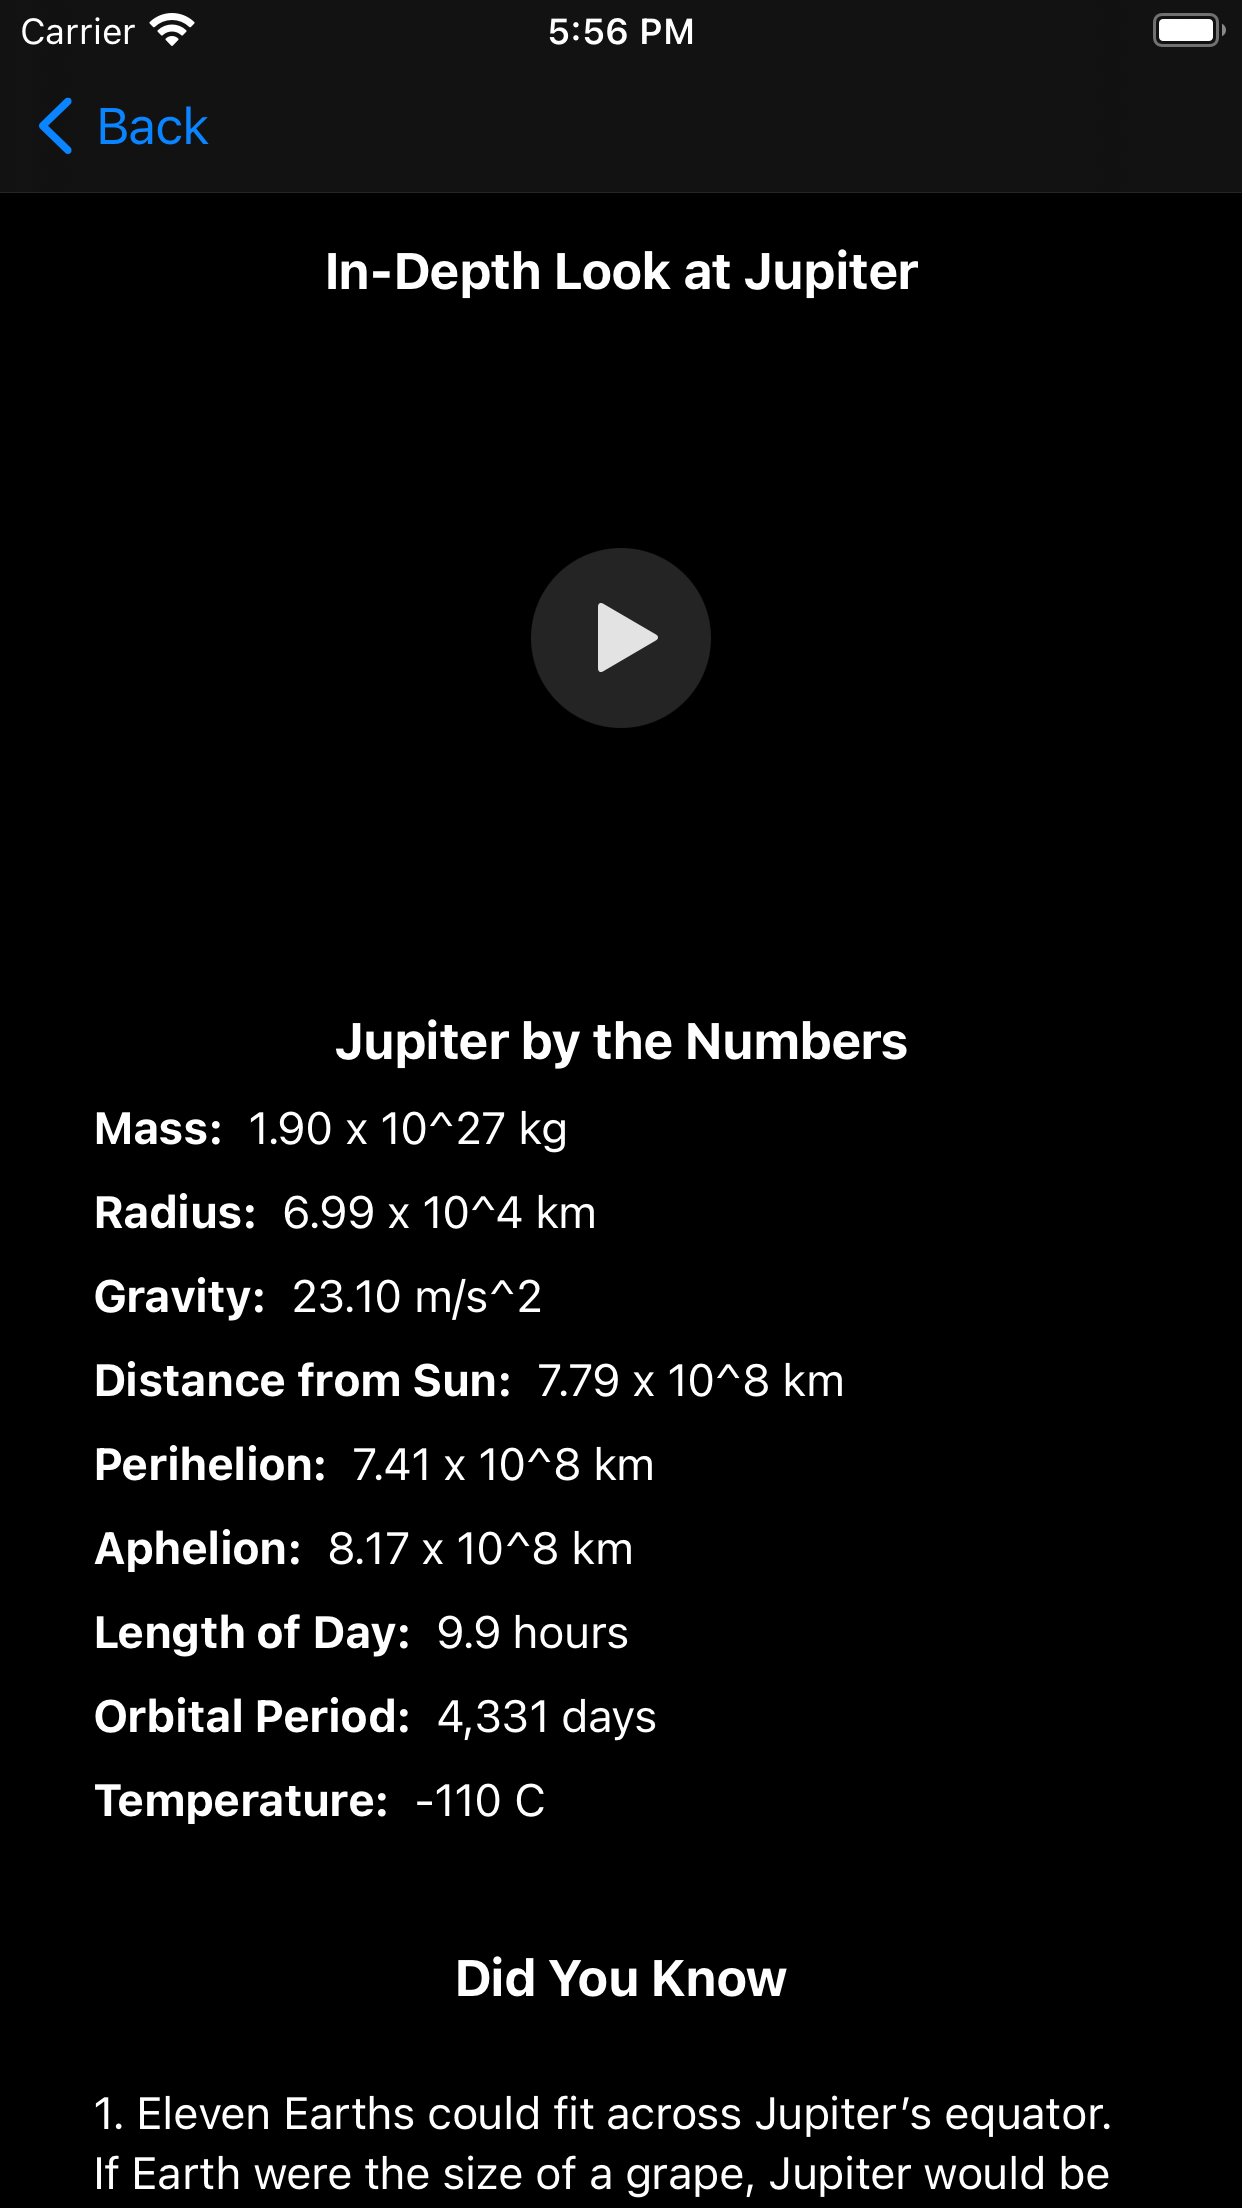 Carrier 5:56 PM
Back
In-Depth Look at Jupiter
Jupiter by the Numbers
Mass: 1.90 x 10^27 kg
Radius: 6.99 x 10^4 km
Gravity: 23.10 m/s^2
Distance from Sun: 7.79 x 10^8 km
Perihelion: 7.41 x 10^8 km
Aphelion: 8.17 x 10^8 km
Length of Day: 9.9 hours
Orbital Period: 4,331 days
Temperature: -110 C
Did You Know
1. Eleven Earths could fit across Jupiter’s equator.
If Earth were the size of a grape, Jupiter would be